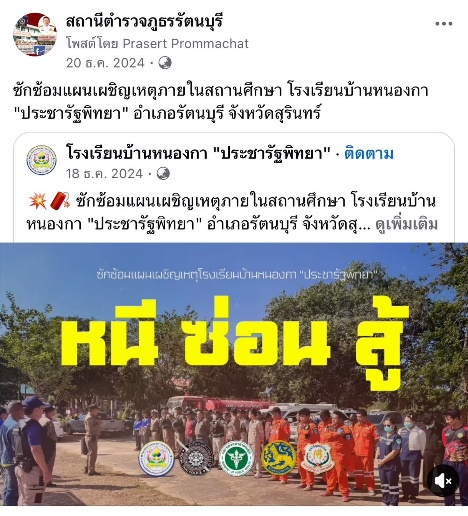 สถานีตำรวจภูธรรัตนบุรี
โพสต์โดย Prasert Prommachat
20 ธ.ค. 2024
ซักซ้อมแผนเผชิญเหตุภายในสถานศึกษา โรงเรียนบ้านหนองกา
"ประชารัฐพิทยา" อำเภอรัตนบุรี จังหวัดสุรินทร์
โรงเรียนบ้านหนองกา "ประชารัฐพิทยา" · ติดตาม
18 ธ.ค. 2024
💥🧨 ซักซ้อมแผนเผชิญเหตุภายในสถานศึกษา โรงเรียนบ้าน
หนองกา "ประชารัฐพิทยา" อำเภอรัตนบุรี จังหวัดสุ... ดูเพิ่มเติม
ซักซ้อมแผนเผชิญเหตุโรงเรียนบ้านหนองกา "ประชารัฐพิทยา"
หนี ซ่อน สู้